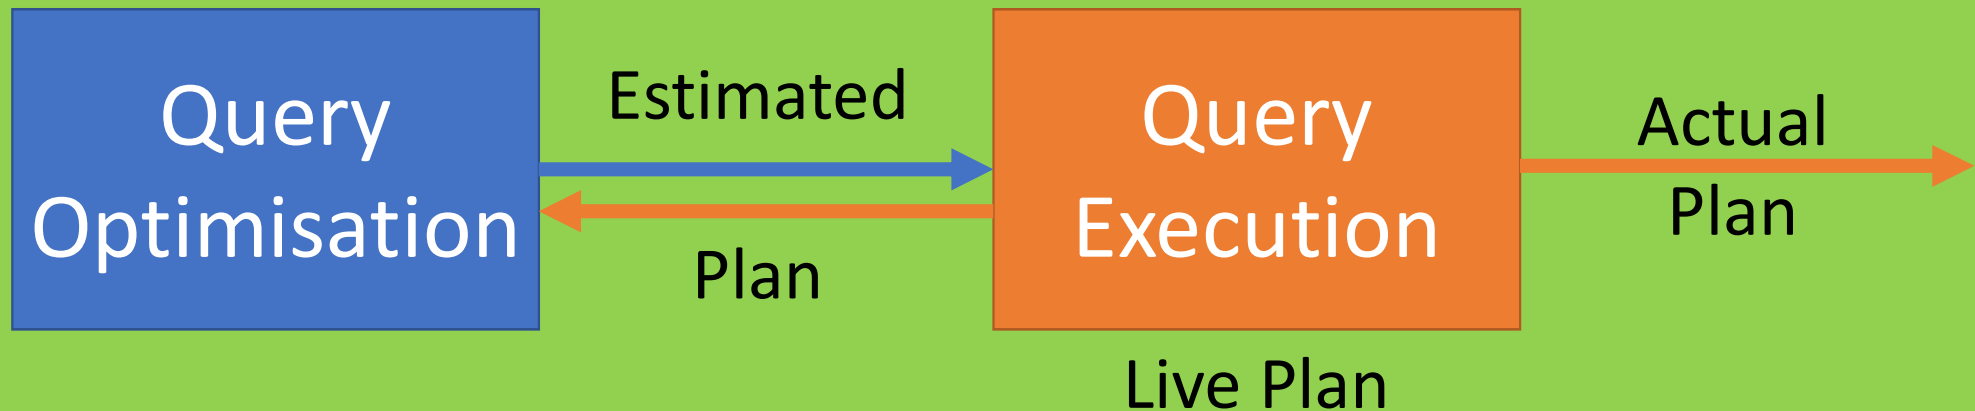 Query
Optimisation
Estimated
Plan
Query
Execution
Live Plan
Actual
Plan